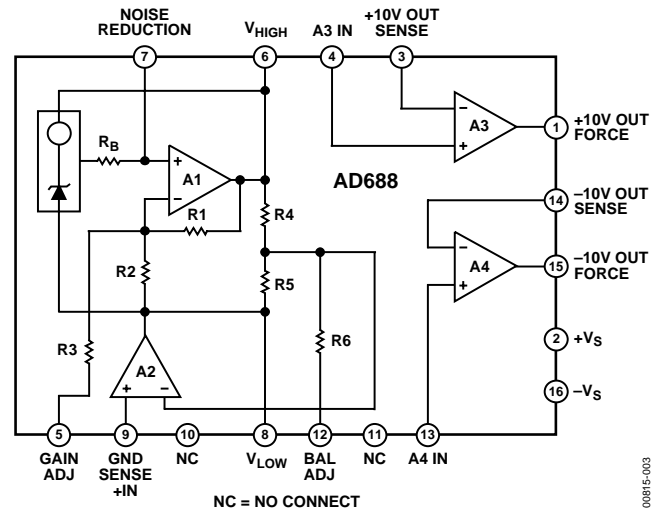 NOISE
REDUCTION
V HIGH
A3 IN
+10V OUT
SENSE
7
6
4
3
RB
A1
+
–
R1
R2
R3
R4
R5
R6
A2
+
–
AD688
–
+
A3
–
+
A4
1
+10V OUT
FORCE
14
–10V OUT
SENSE
15
–10V OUT
FORCE
2
+VS
16
–VS
5
9
10
8
12
11
13
GAIN
ADJ
GND
SENSE
+IN
NC
VLOW
BAL
ADJ
NC
A4 IN
NC = NO CONNECT
00815-003